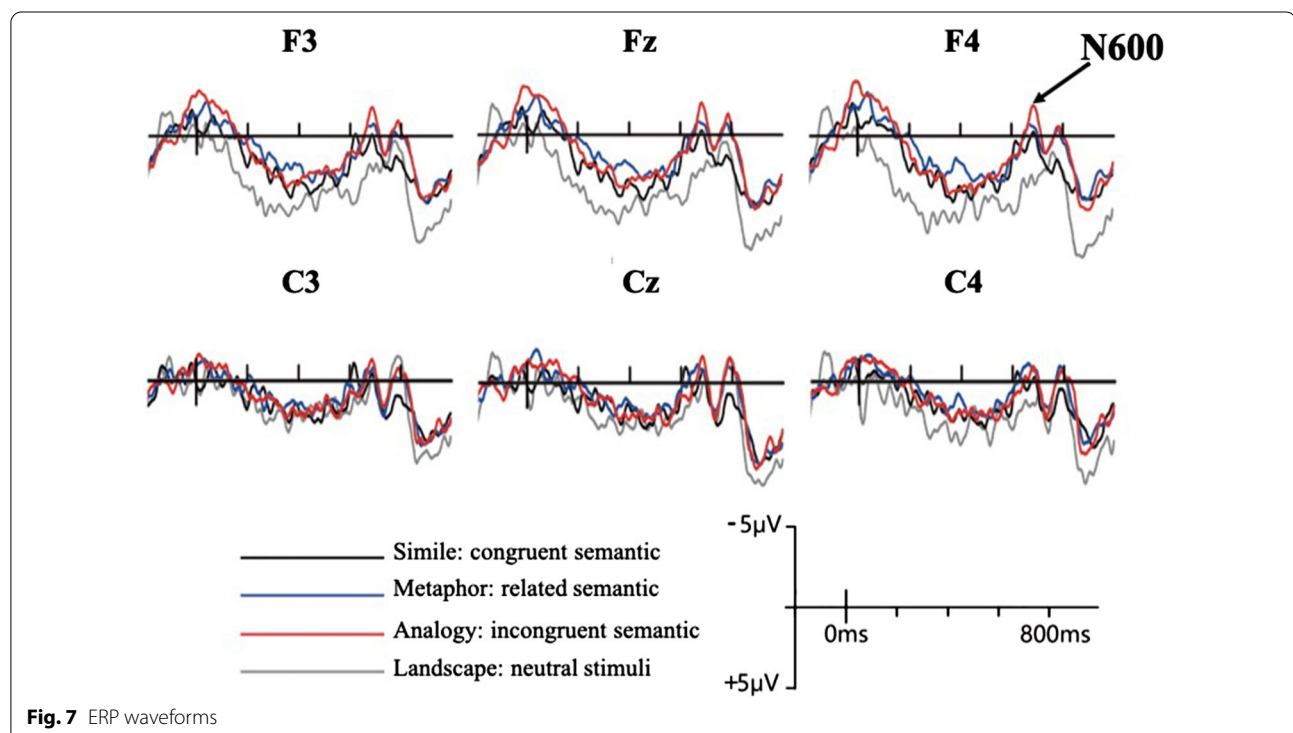 F3 Fz F4
N600
C3 Cz C4
Simile: congruent semantic
Metaphor: related semantic
Analogy: incongruent semantic
Landscape: neutral stimuli
-5µV
0ms 800ms
+5µV
Fig. 7 ERP waveforms